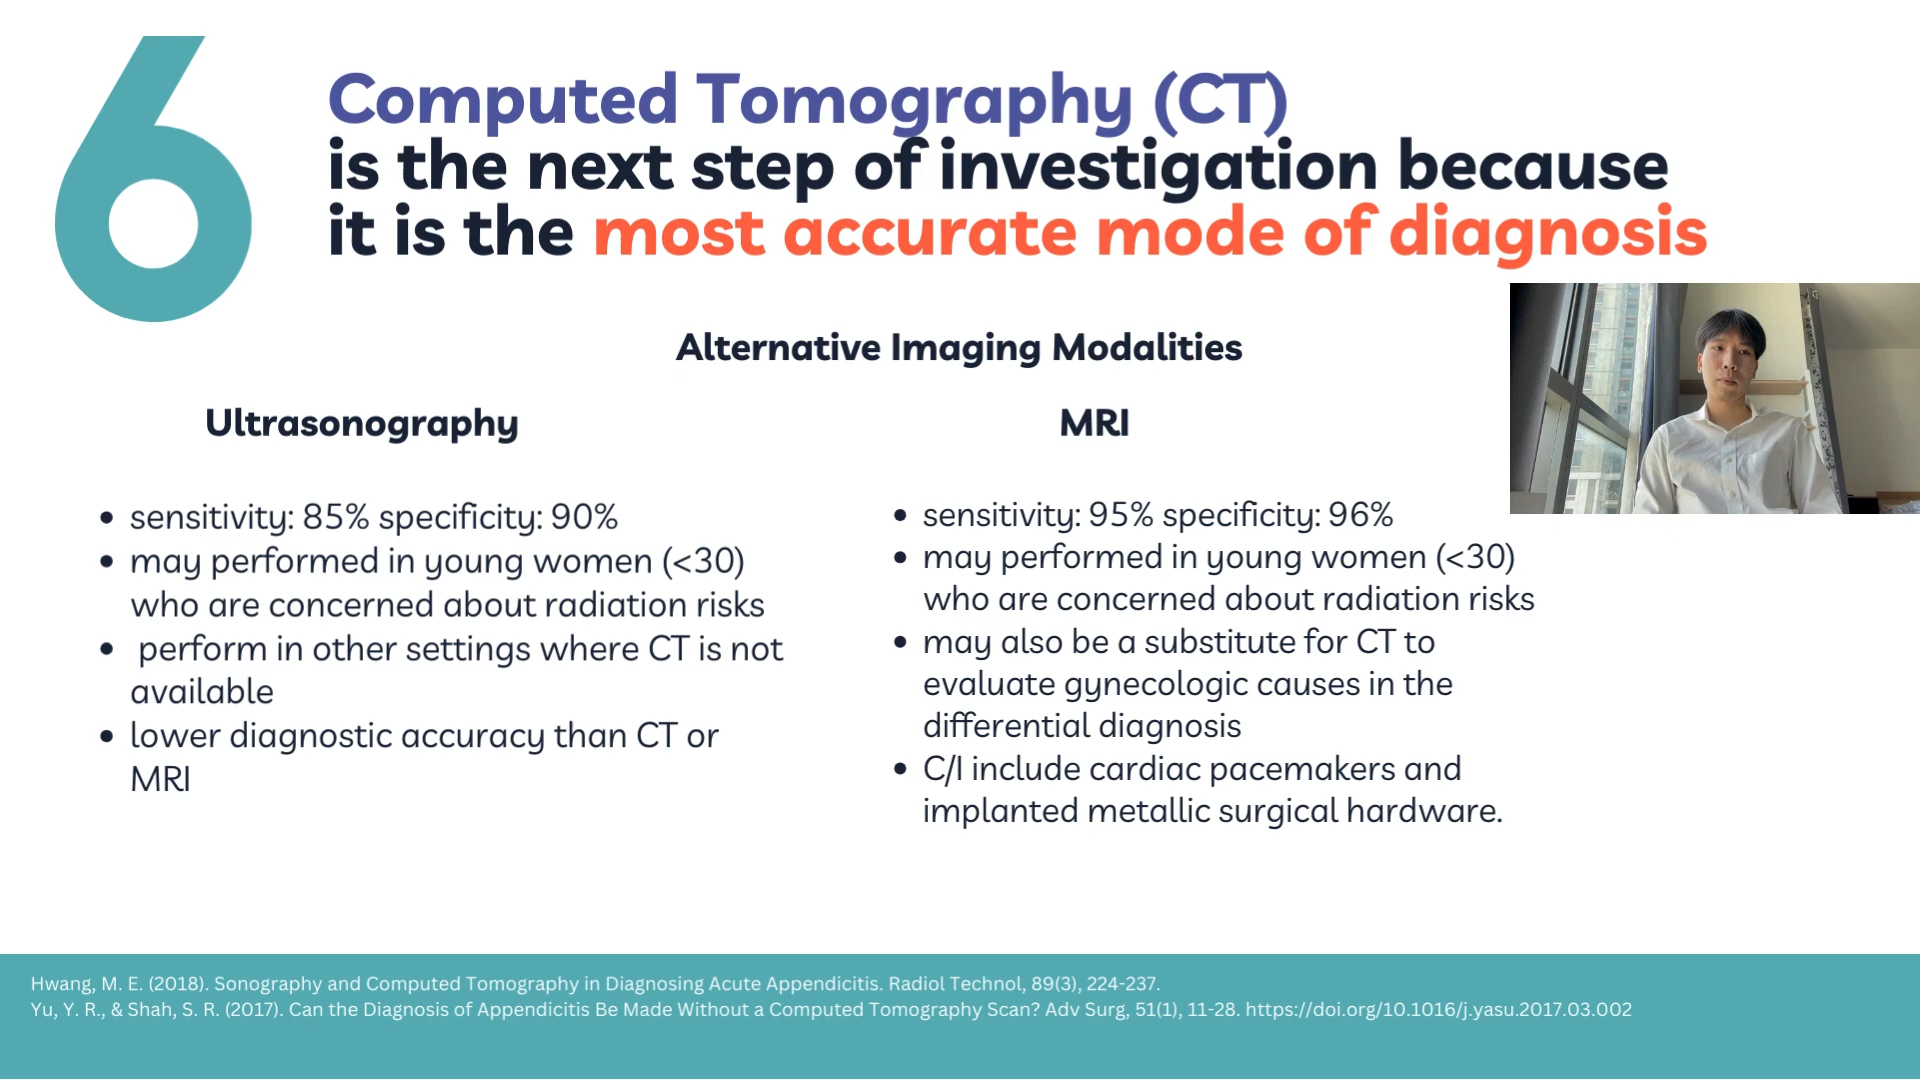 6
Computed Tomography (CT)
is the next step of investigation because
it is the most accurate mode of diagnosis
Alternative Imaging Modalities
Ultrasonography
• sensitivity: 85% specificity: 90%
• may performed in young women (<30)
who are concerned about radiation risks
• perform in other settings where CT is not
available
• lower diagnostic accuracy than CT or
MRI
MRI
• sensitivity: 95% specificity: 96%
• may performed in young women (<30)
who are concerned about radiation risks
• may also be a substitute for CT to
evaluate gynecologic causes in the
differential diagnosis
• C/I include cardiac pacemakers and
implanted metallic surgical hardware.
Hwang, M. E. (2018). Sonography and Computed Tomography in Diagnosing Acute Appendicitis. Radiol Technol, 89(3), 224-237.
Yu, Y. R., & Shah, S. R. (2017). Can the Diagnosis of Appendicitis Be Made Without a Computed Tomography Scan? Adv Surg, 51(1), 11-28. https://doi.org/10.1016/j.yasu.2017.03.002